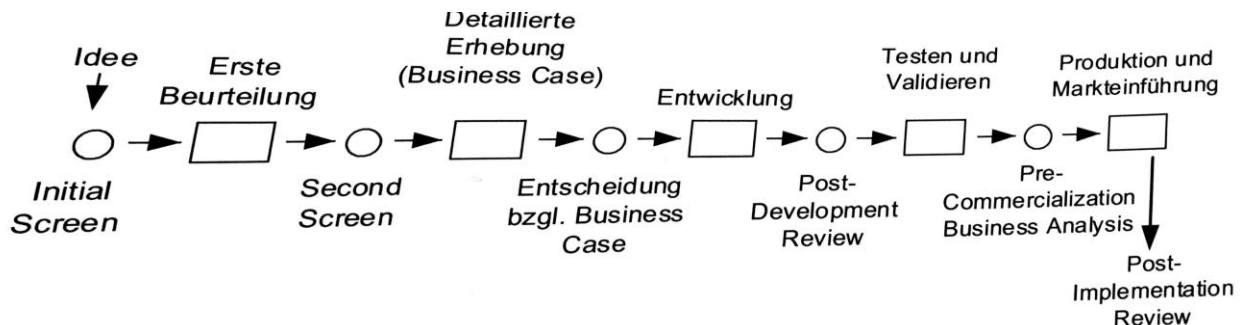 Idee
Initial
Screen
Erste
Beurteilung
Second
Screen
Detaillierte
Erhebung
(Business Case)
Entscheidung
bzgl. Business
Case
Entwicklung
Post-
Development
Review
Testen und
Validieren
Pre-
Commercialization
Business Analysis
Produktion und
Markteinführung
Post-
Implementation
Review